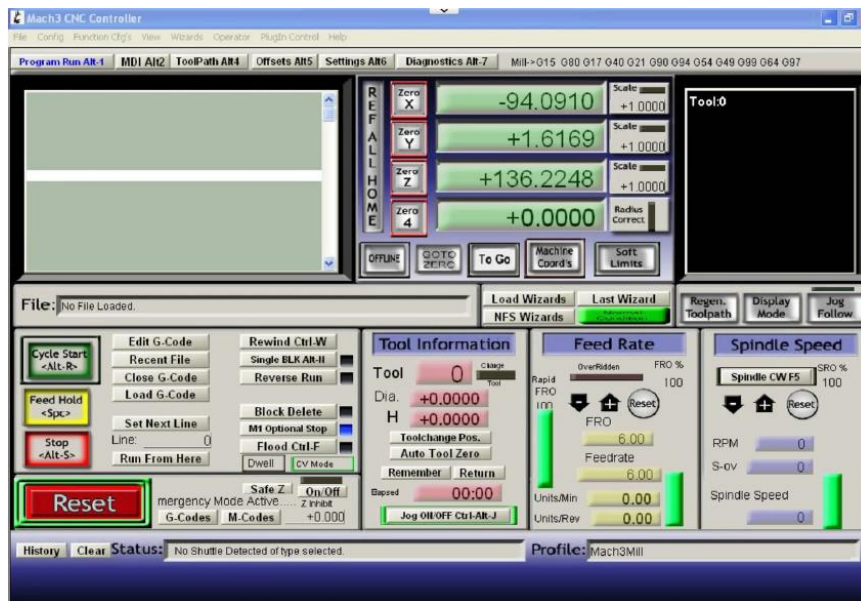 Mach3 CNC Controller
File Config Function Cfg's View Wizards Operator PlugIn Control Help
Program Run Alt-1 MDI Alt2 ToolPath Alt4 Offsets Alt5 Settings Alt6 Diagnostics Alt-7 Mill->G15 G80 G17 G40 G21 G90 G94 G54 G49 G99 G64 G97
REF ALL HOME
Zero X -94.0910 Scale +1.0000
Zero Y +1.6169 Scale +1.0000
Zero Z +136.2248 Scale +1.0000
Zero 4 +0.0000 Radius Correct
OFFLINE GOTO ZERO To Go Machine Coord's Soft Limits
Tool:0
File: No File Loaded.
Load Wizards Last Wizard
NFS Wizards Normal Condition
Regen. Toolpath Display Mode Jog Follow
Cycle Start <Alt-R>
Feed Hold <Spc>
Stop <Alt-S>
Edit G-Code
Recent File
Close G-Code
Load G-Code
Set Next Line
Line: 0
Run From Here
Rewind Ctrl-W
Single BLK Alt-N
Reverse Run
Block Delete
M1 Optional Stop
Flood Ctrl-F
Dwell CV Mode
Reset
mergency Mode Active.....
Safe Z On/Off
Z Inhibit
G-Codes M-Codes +0.000
Tool Information
Tool 0 Change Tool
Dia. +0.0000
H +0.0000
Toolchange Pos.
Auto Tool Zero
Remember Return
Elapsed 00:00
Jog ON/OFF Ctrl-Alt-J
Feed Rate
OverRidden FRO %
100
Rapid FRO
100
Reset
FRO
6.00
Feedrate
6.00
Units/Min 0.00
Units/Rev 0.00
Spindle Speed
Spindle CW F5 SRO %
100
Reset
RPM 0
S-ov 0
Spindle Speed
0
History Clear Status: No Shuttle Detected of type selected.
Profile: Mach3Mill